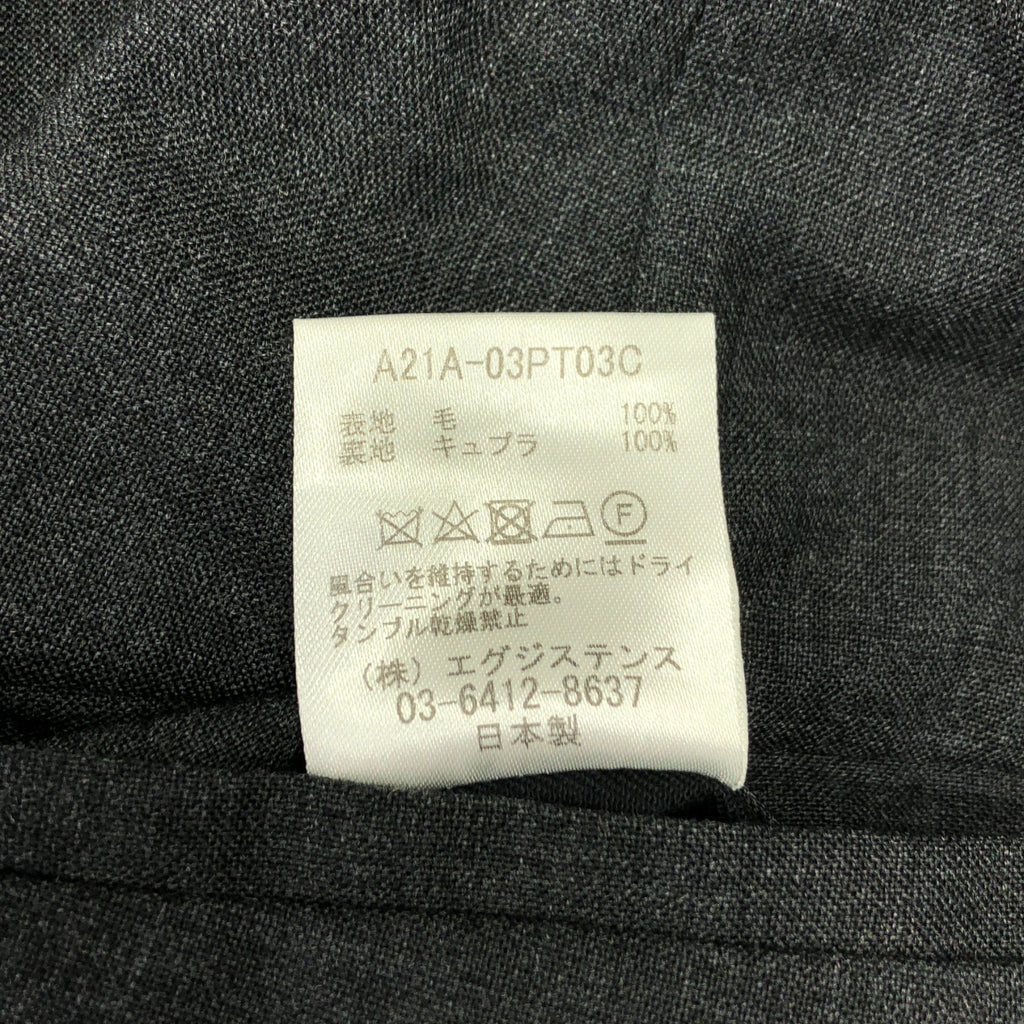 A21A-03PT03C
表地 毛 100%
裏地 キュプラ 100%
F
風合いを維持するためにはドライ
クリーニングが最適。
タンブル乾燥禁止
(株) エグジステンス
03-6412-8637
日本製